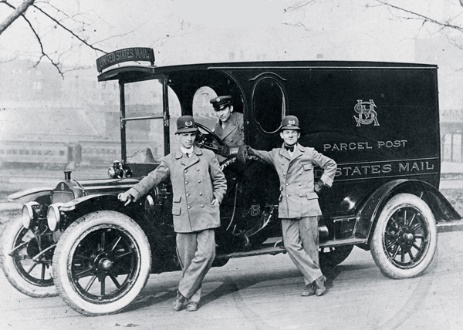 UNITED STATES MAIL
PARCEL POST
STATES MAIL